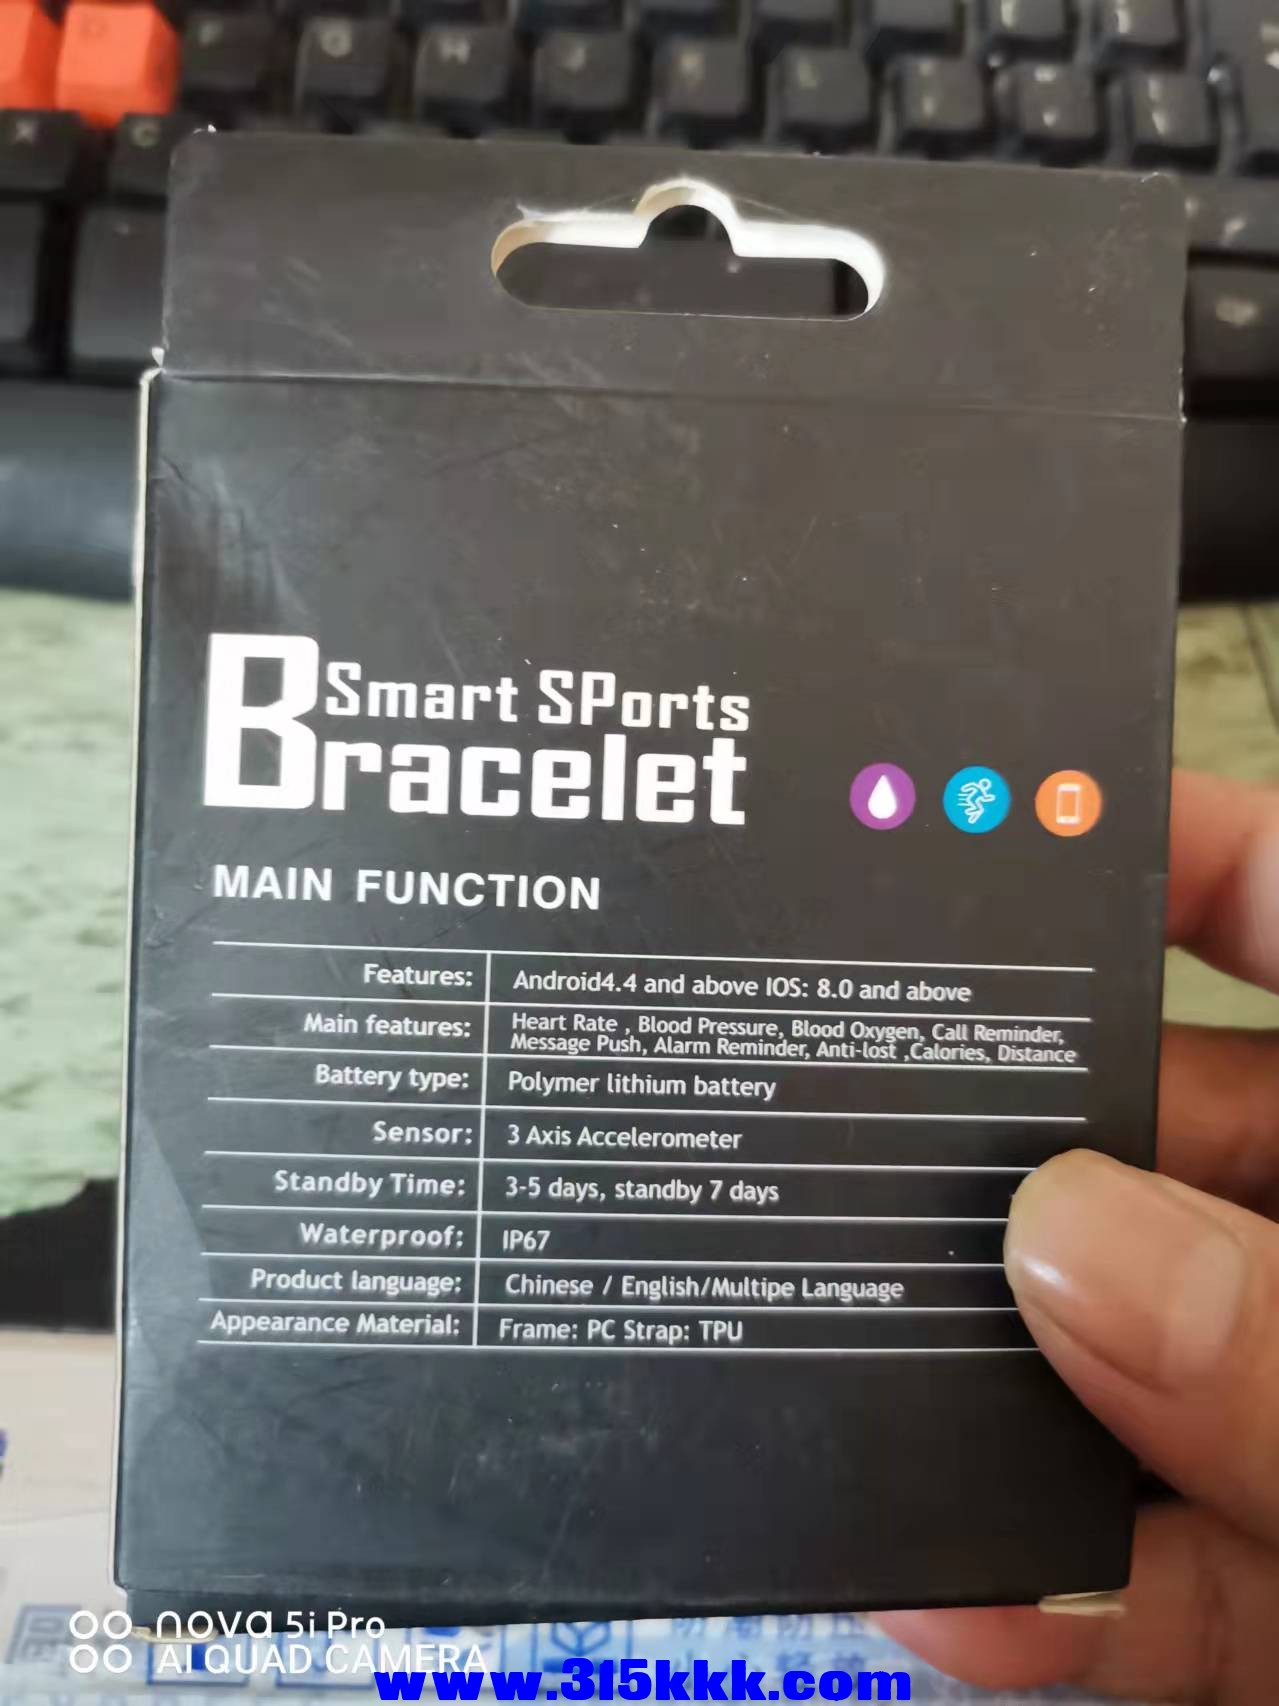 D
F
G
H
J
K
L
X
C
Smart SPorts
Bracelet
MAIN FUNCTION
Features: Android4.4 and above IOS: 8.0 and above
Main features: Heart Rate , Blood Pressure, Blood Oxygen, Call Reminder,
Message Push, Alarm Reminder, Anti-lost ,Calories, Distance
Battery type: Polymer lithium battery
Sensor: 3 Axis Accelerometer
Standby Time: 3-5 days, standby 7 days
Waterproof: IP67
Product language: Chinese / English/Multipe Language
Appearance Material: Frame: PC Strap: TPU
nova 5i Pro
AI QUAD CAMERA
www.315kkk.com